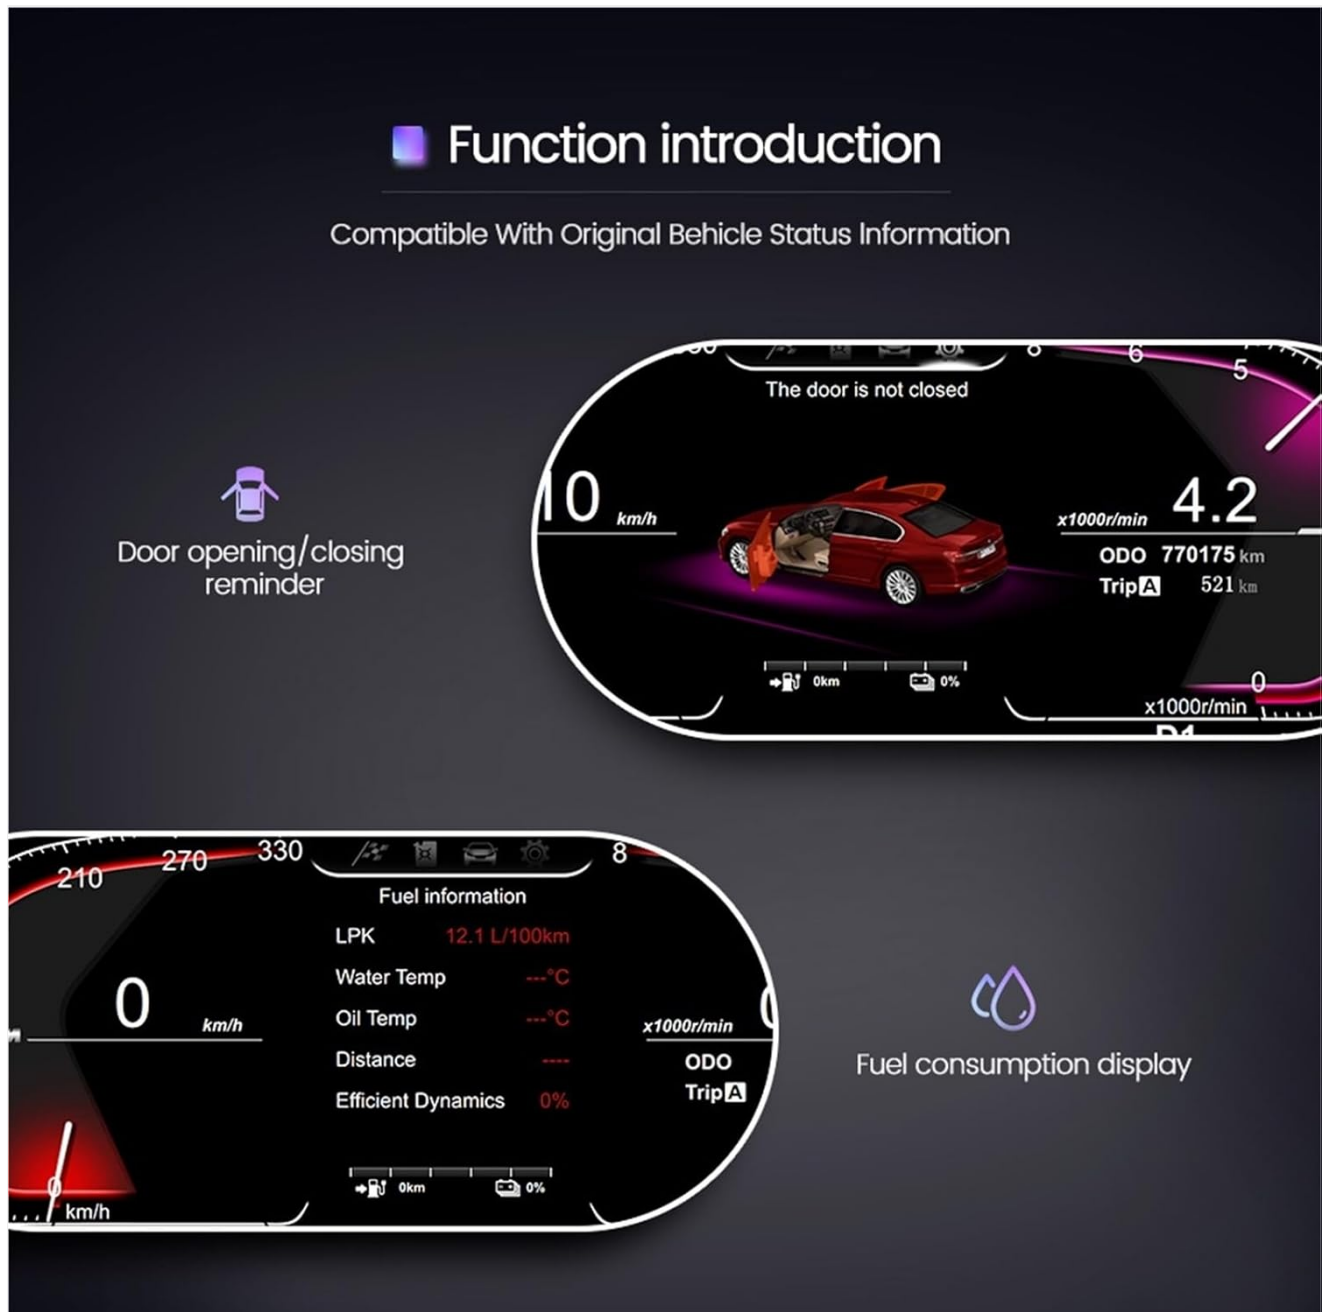 Function introduction
Compatible With Original Behicle Status Information
8 6 5
The door is not closed
10 km/h
x1000r/min 4.2
ODO 770175 km
Trip A 521 km
0km 0%
0
x1000r/min
Door opening/closing
reminder
210 270 330 8
Fuel information
LPK 12.1 L/100km
Water Temp ---°C
Oil Temp ---°C
Distance ----
Efficient Dynamics 0%
0 km/h
x1000r/min
ODO
Trip A
0km 0%
0
km/h
Fuel consumption display